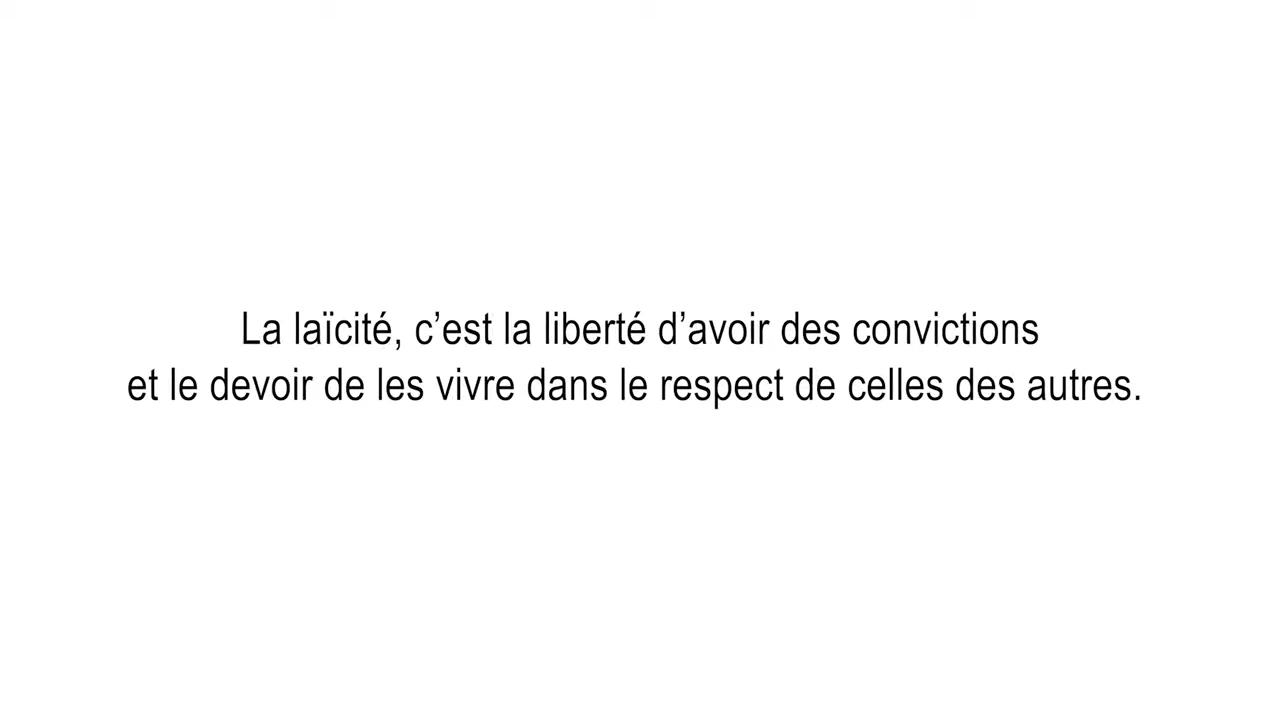 La laïcité, c’est la liberté d’avoir des convictions
et le devoir de les vivre dans le respect de celles des autres.